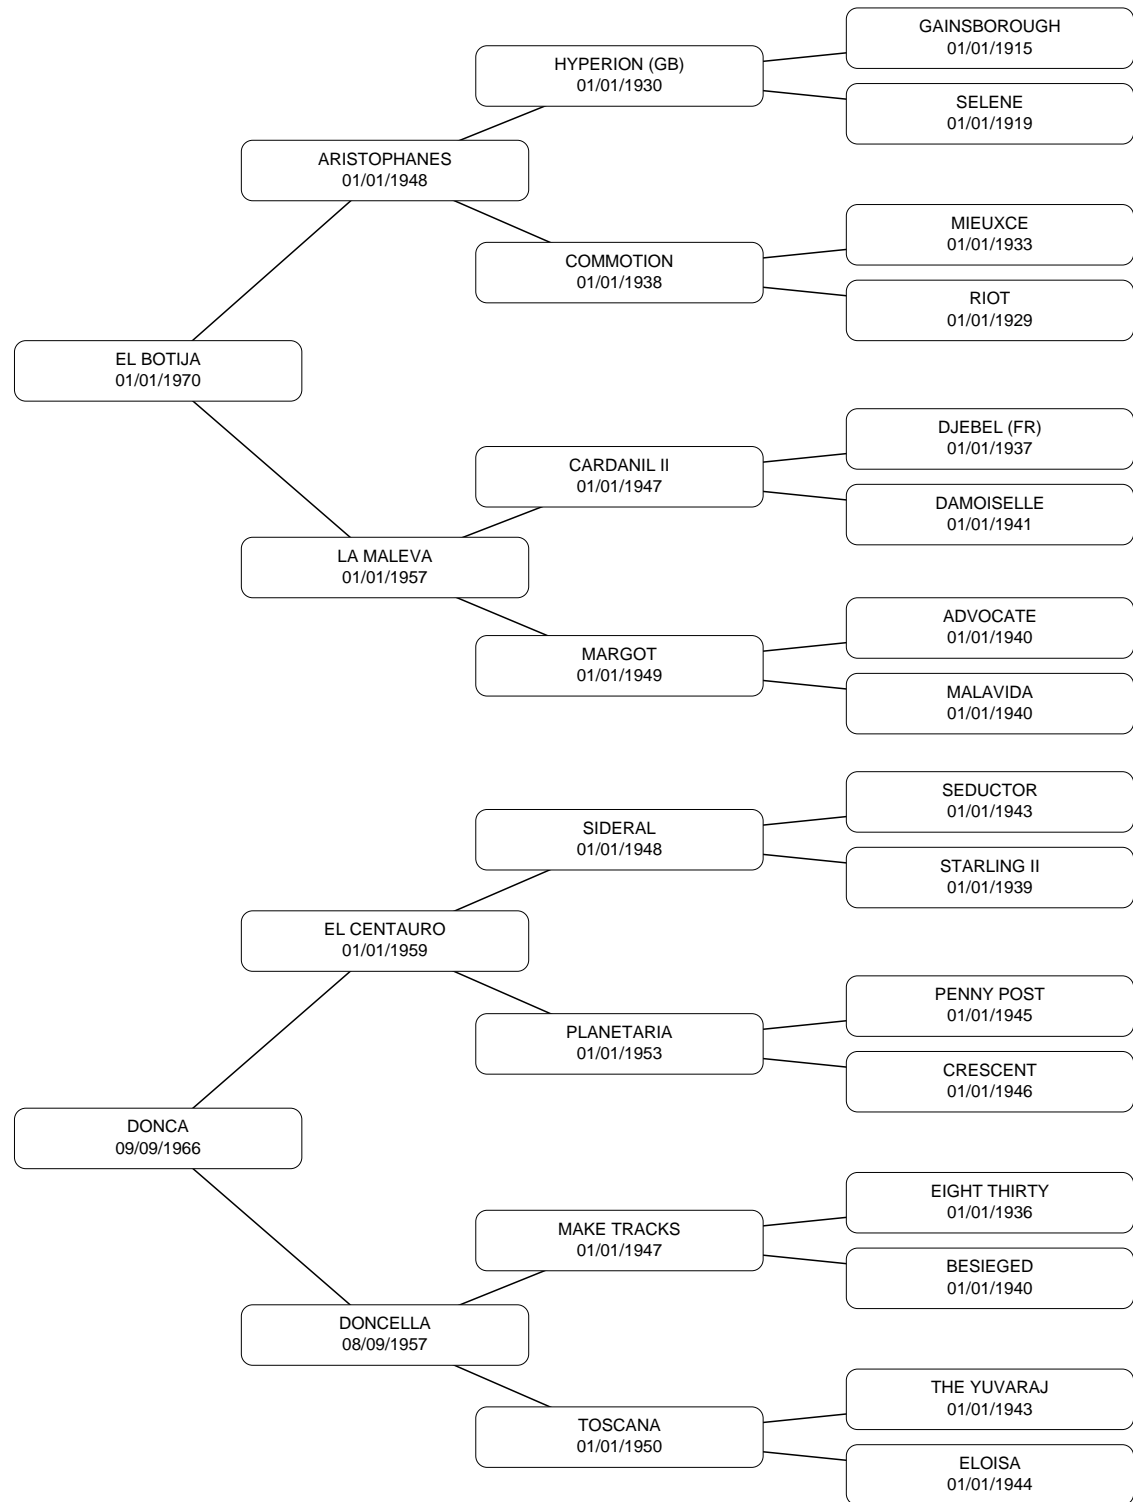 GAINSBOROUGH
01/01/1915
HYPERION (GB)
01/01/1930
SELENE
01/01/1919
ARISTOPHANES
01/01/1948
MIEUXCE
01/01/1933
COMMOTION
01/01/1938
RIOT
01/01/1929
EL BOTIJA
01/01/1970
DJEBEL (FR)
01/01/1937
CARDANIL II
01/01/1947
DAMOISELLE
01/01/1941
LA MALEVA
01/01/1957
ADVOCATE
01/01/1940
MARGOT
01/01/1949
MALAVIDA
01/01/1940
SEDUCTOR
01/01/1943
SIDERAL
01/01/1948
STARLING II
01/01/1939
EL CENTAURO
01/01/1959
PENNY POST
01/01/1945
PLANETARIA
01/01/1953
CRESCENT
01/01/1946
DONCA
09/09/1966
EIGHT THIRTY
01/01/1936
MAKE TRACKS
01/01/1947
BESIEGED
01/01/1940
DONCELLA
08/09/1957
THE YUVARAJ
01/01/1943
TOSCANA
01/01/1950
ELOISA
01/01/1944